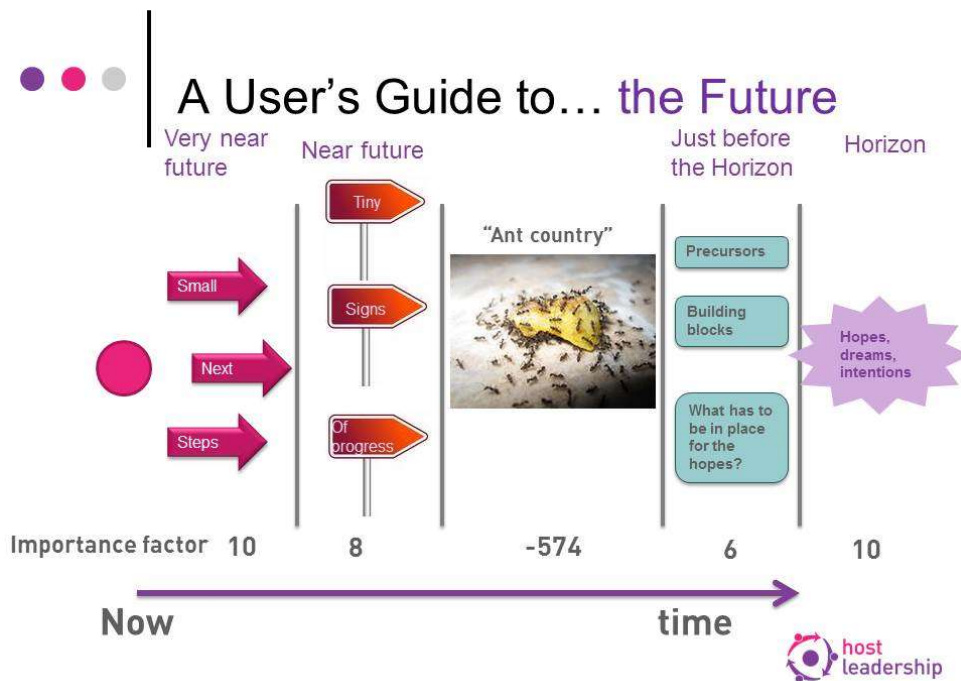 A User's Guide to… the Future
Very near
future
Near future
Just before
the Horizon
Horizon
Small
Next
Steps
Tiny
Signs
Of
progress
"Ant country"
Precursors
Building
blocks
What has to
be in place
for the
hopes?
Hopes,
dreams,
intentions
Importance factor 10 8 -574 6 10
Now time
host
leadership